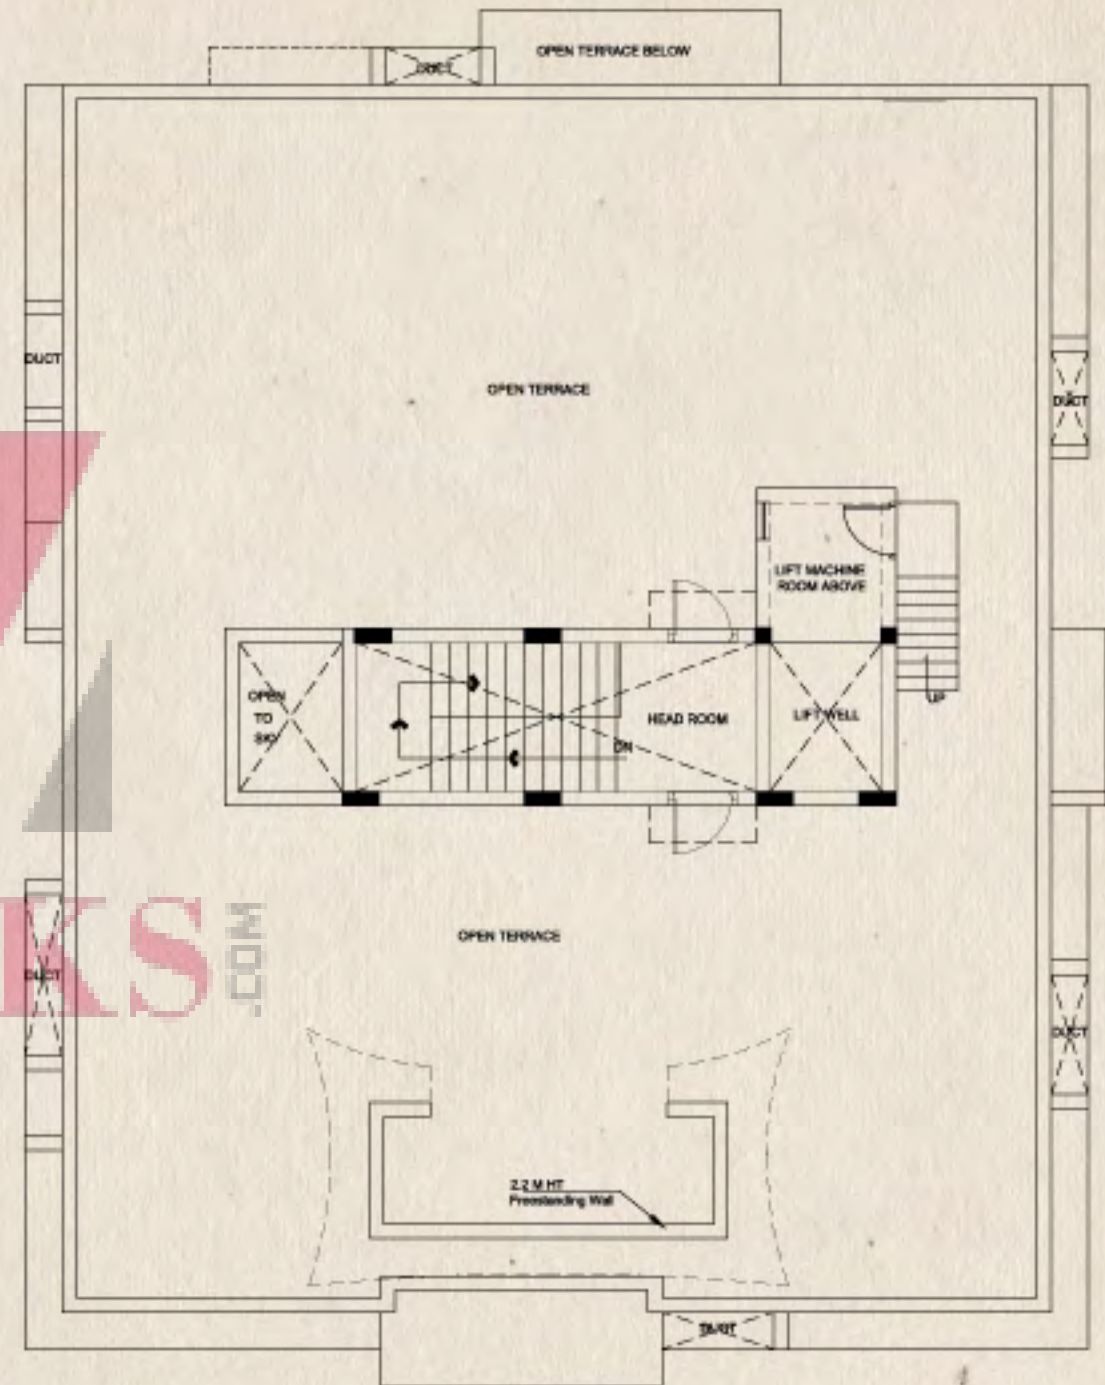 OPEN TERRACE BELOW
DUCT
DUCT
OPEN TERRACE
DUCT
LIFT MACHINE
ROOM ABOVE
OPEN
TO
SKY
HEAD ROOM
LIFT WELL
UP
DN
KS
.COM
OPEN TERRACE
DUCT
DUCT
2.2 M HT
Freestanding Wall
DUCT